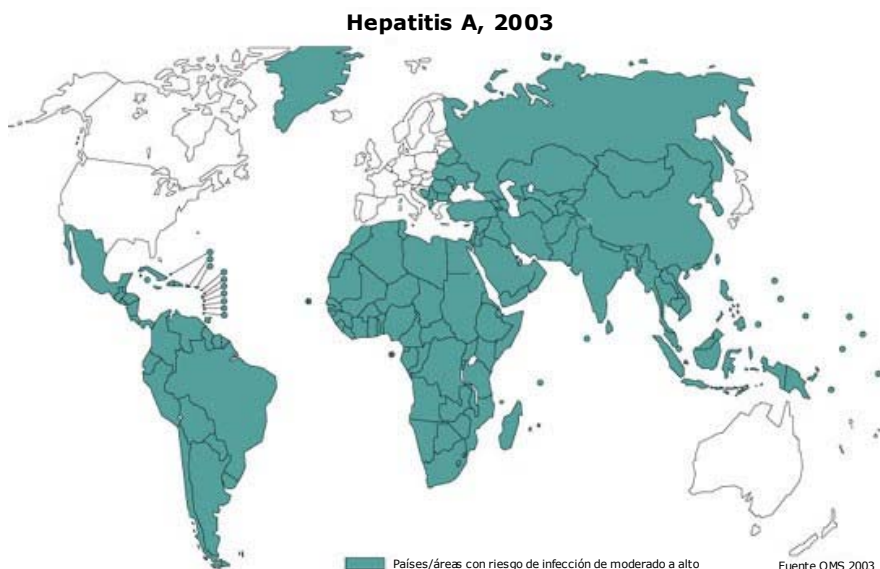 Hepatitis A, 2003
Países/áreas con riesgo de infección de moderado a alto
Fuente OMS 2003